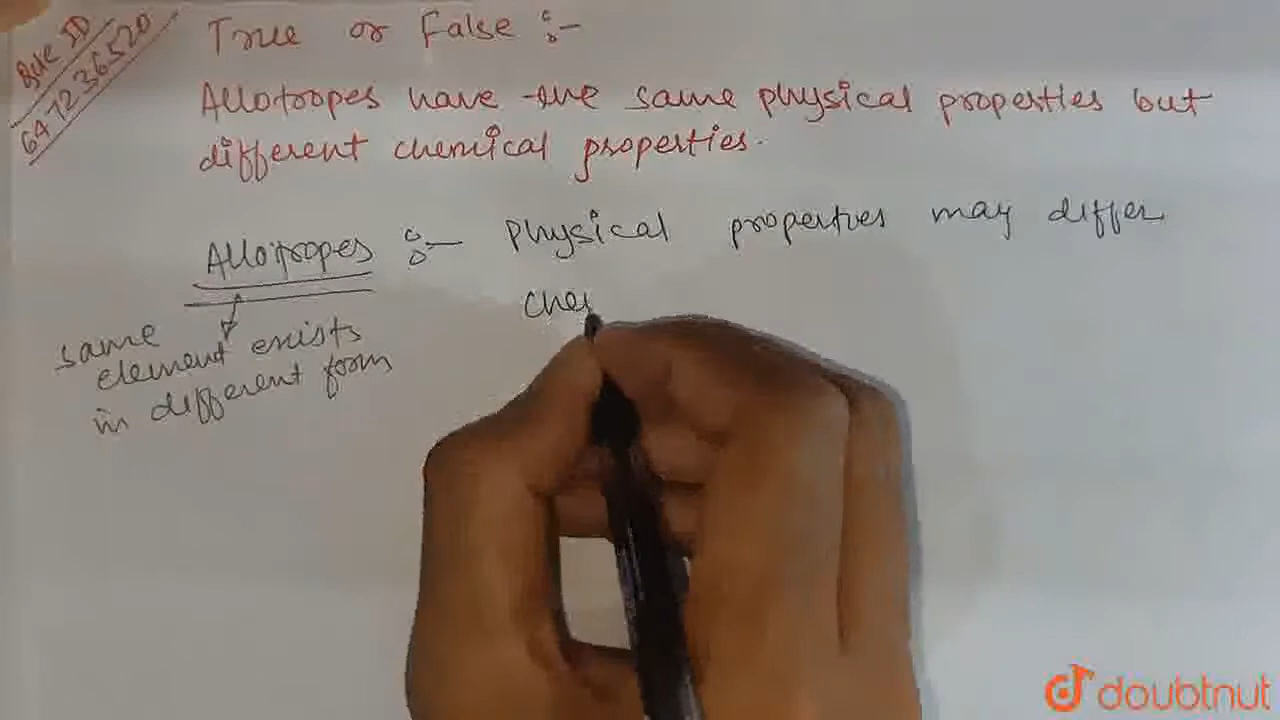 Que ID
647236520
True or False :-
Allotropes have the same physical properties but
different chemical properties.
Allotropes :- Physical properties may differ
che
same
element exists
in different form
doubtnut